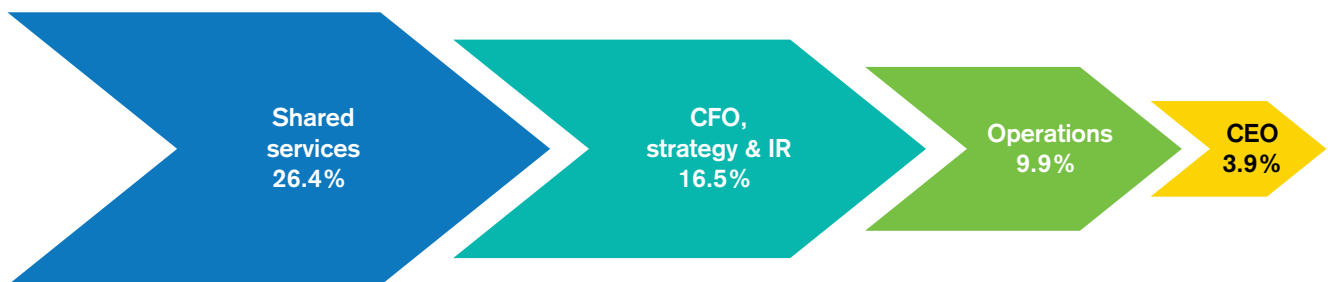 Shared
services
26.4%
CFO,
strategy & IR
16.5%
Operations
9.9%
CEO
3.9%